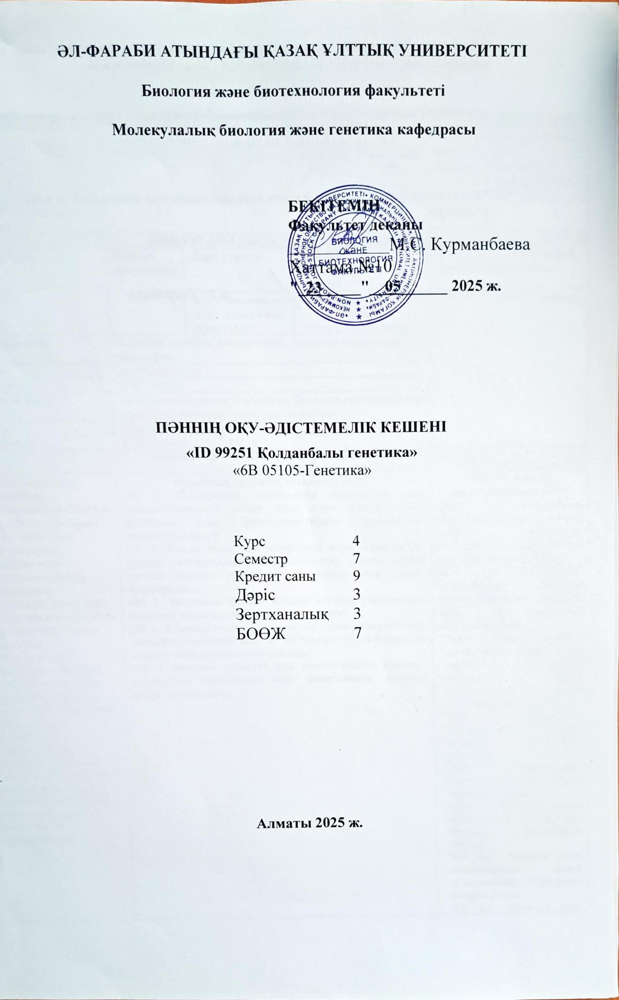 ӘЛ-ФАРАБИ АТЫНДАҒЫ ҚАЗАҚ ҰЛТТЫҚ УНИВЕРСИТЕТІ
Биология және биотехнология факультеті
Молекулалық биология және генетика кафедрасы
БЕКІТЕМІН
Факультет деканы
М.С. Курманбаева
Хаттама №10
" 23 " 05 2025 ж.
БИОЛОГИЯ
ЖӘНЕ
БИОТЕХНОЛОГИЯ
ФАКУЛЬТЕТІ
ПӘННІҢ ОҚУ-ӘДІСТЕМЕЛІК КЕШЕНІ
«ID 99251 Қолданбалы генетика»
«6В 05105-Генетика»
Курс 4
Семестр 7
Кредит саны 9
Дәріс 3
Зертханалық 3
БОӨЖ 7
Алматы 2025 ж.